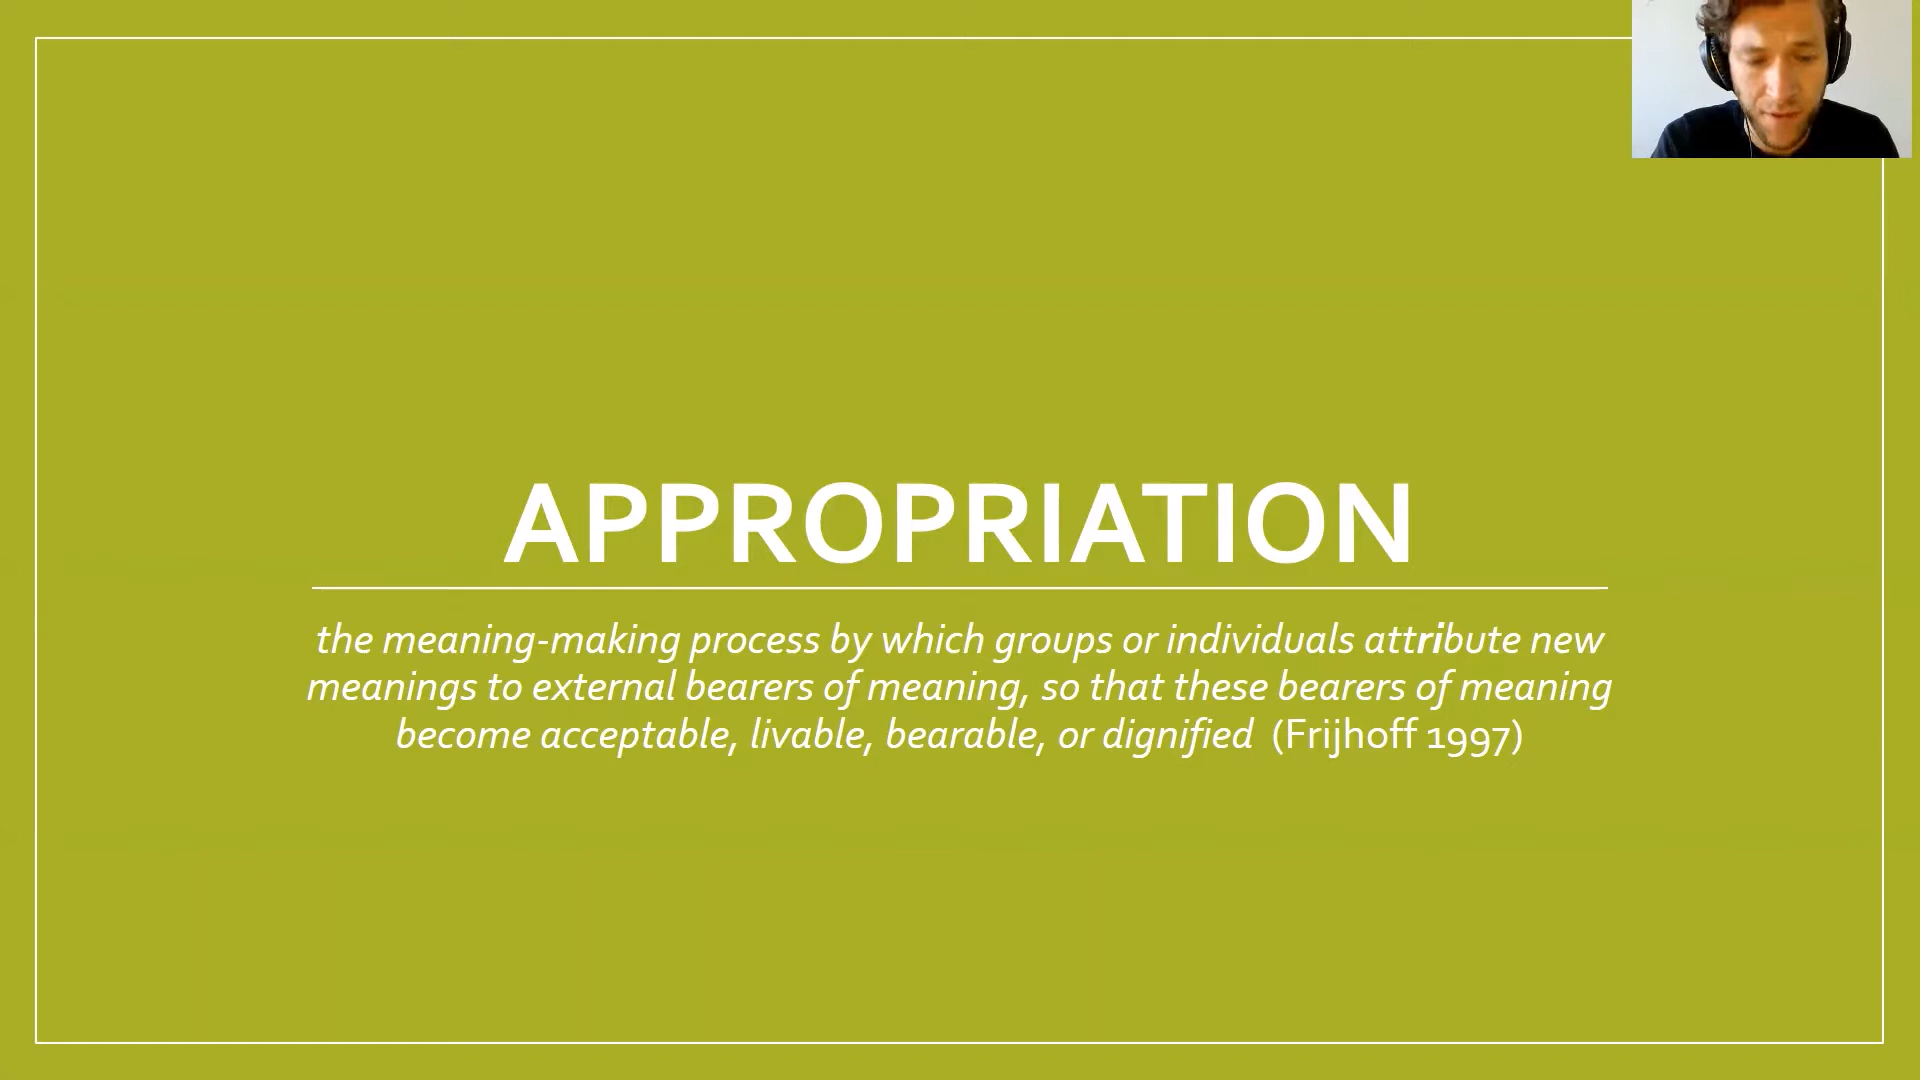 APPROPRIATION
the meaning-making process by which groups or individuals attribute new
meanings to external bearers of meaning, so that these bearers of meaning
become acceptable, livable, bearable, or dignified (Frijhoff 1997)